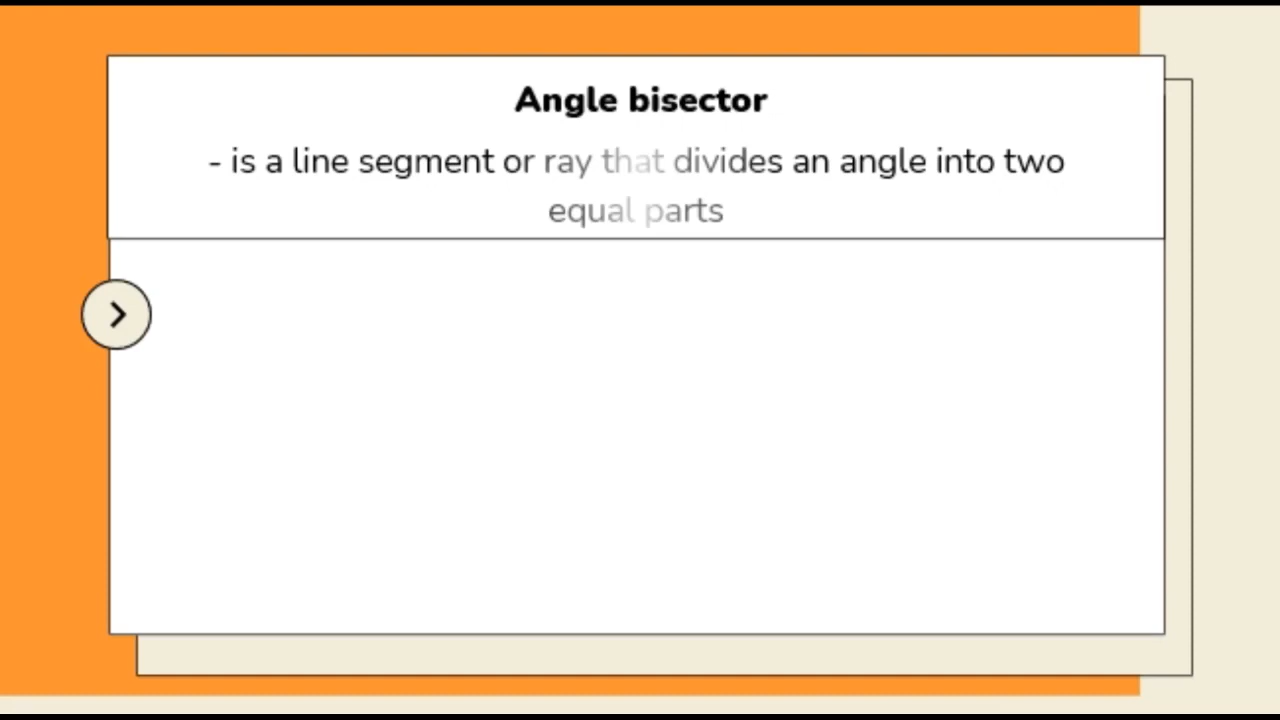 Angle bisector
- is a line segment or ray that divides an angle into two
equal parts